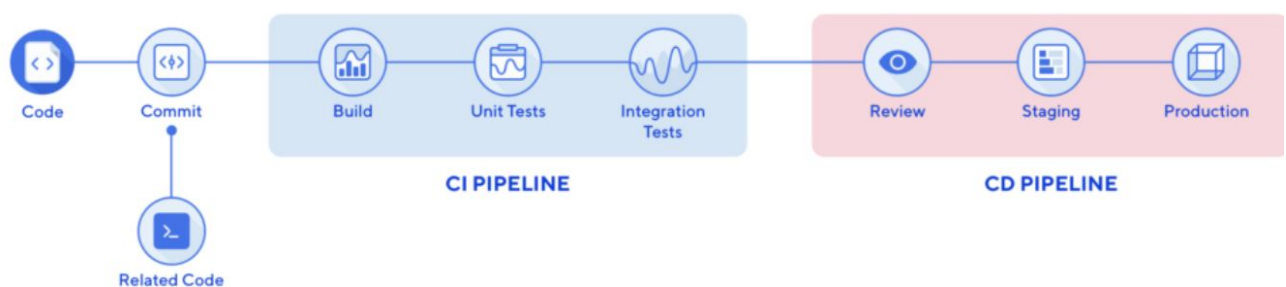 Code
Commit
Build
Unit Tests
Integration
Tests
Review
Staging
Production
CI PIPELINE
CD PIPELINE
Related Code